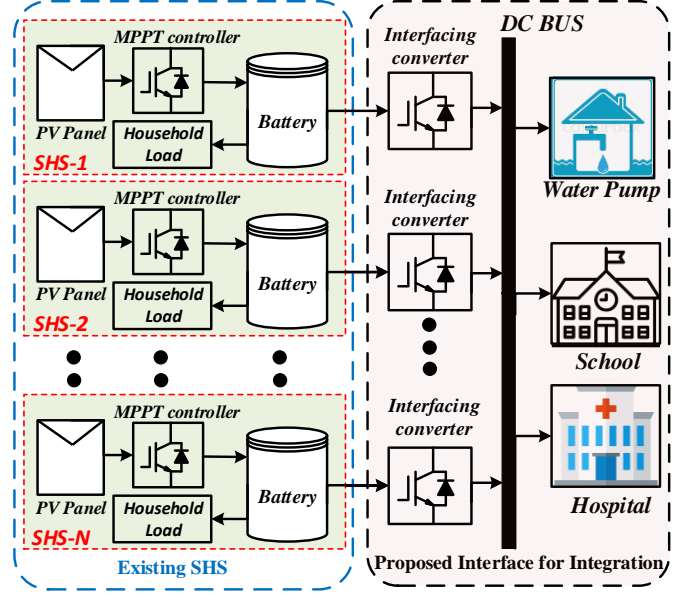 MPPT controller
PV Panel
Household
Load
Battery
SHS-1
Interfacing
converter
DC BUS
Water Pump
MPPT controller
PV Panel
Household
Load
Battery
SHS-2
Interfacing
converter
School
MPPT controller
PV Panel
Household
Load
Battery
SHS-N
Interfacing
converter
Hospital
Existing SHS
Proposed Interface for Integration